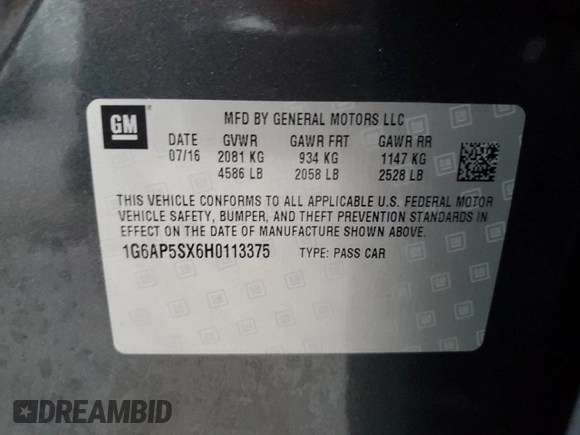 GM
MFD BY GENERAL MOTORS LLC
DATE GVWR GAWR FRT GAWR RR
07/16 2081 KG 934 KG 1147 KG
4586 LB 2058 LB 2528 LB
THIS VEHICLE CONFORMS TO ALL APPLICABLE U.S. FEDERAL MOTOR
VEHICLE SAFETY, BUMPER, AND THEFT PREVENTION STANDARDS IN
EFFECT ON THE DATE OF MANUFACTURE SHOWN ABOVE.
1G6AP5SX6H0113375 TYPE: PASS CAR
DREAMBID